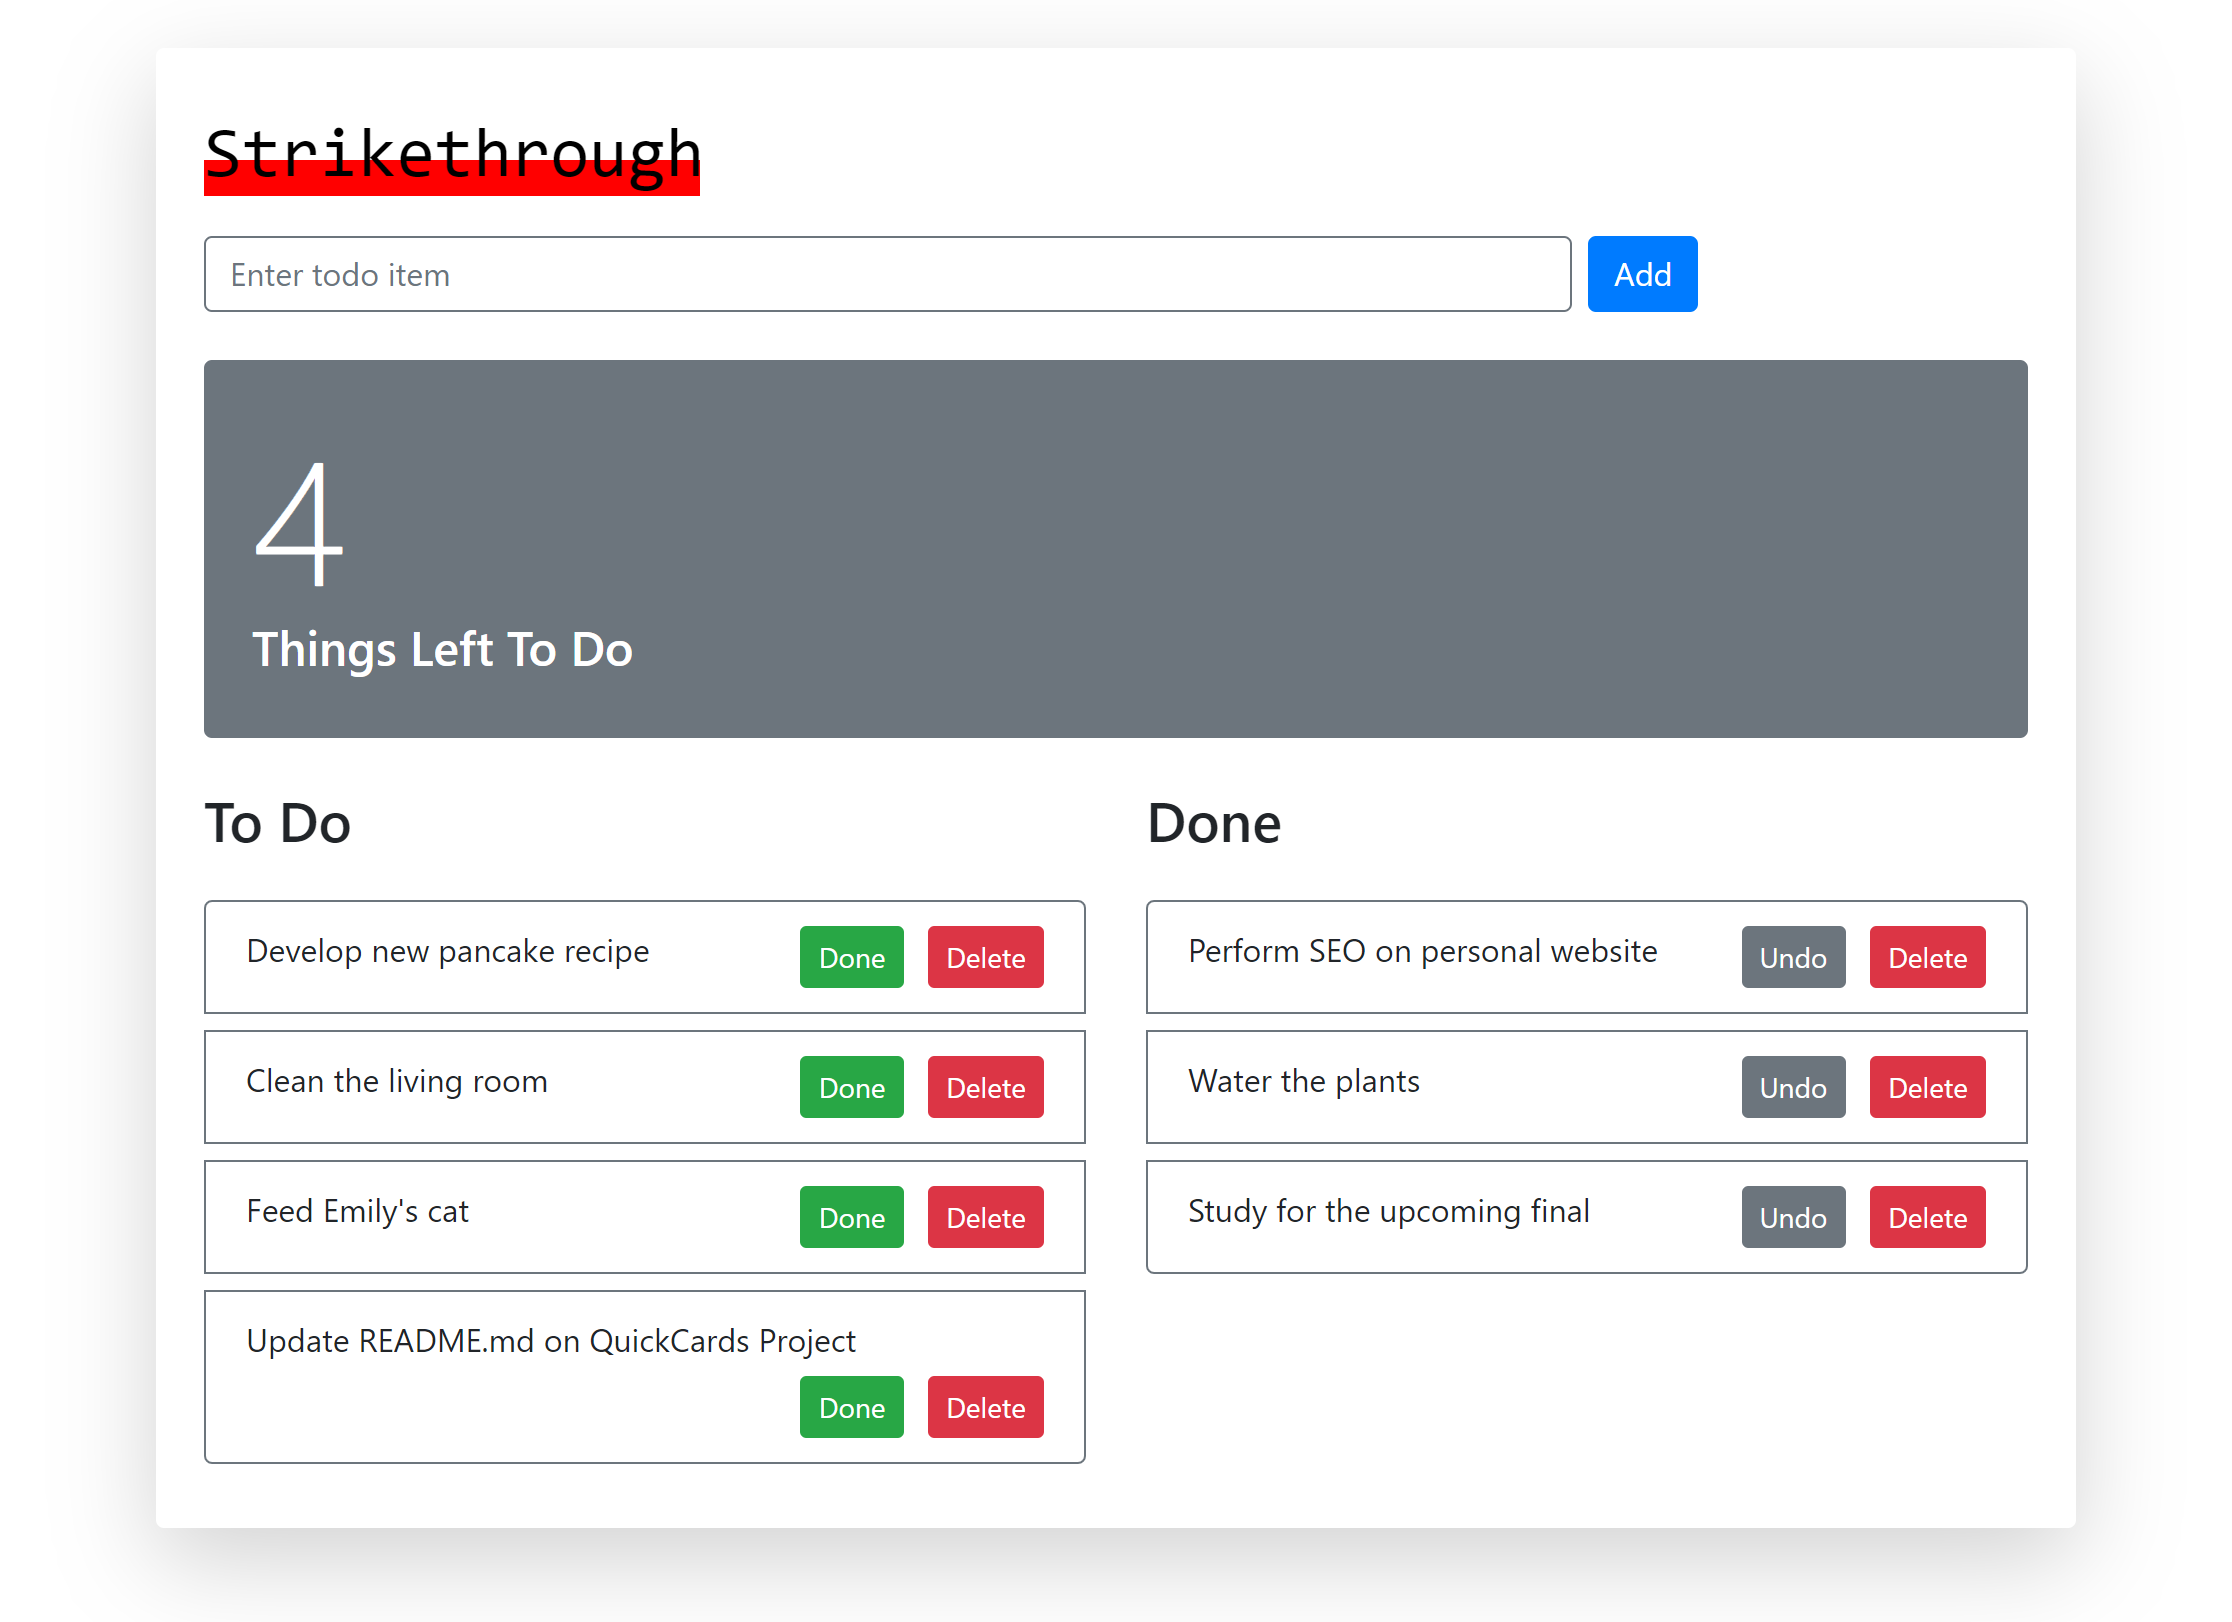 Strikethrough
Enter todo item
Add
4
Things Left To Do
To Do
Develop new pancake recipe
Done
Delete
Clean the living room
Done
Delete
Feed Emily's cat
Done
Delete
Update README.md on QuickCards Project
Done
Delete
Done
Perform SEO on personal website
Undo
Delete
Water the plants
Undo
Delete
Study for the upcoming final
Undo
Delete